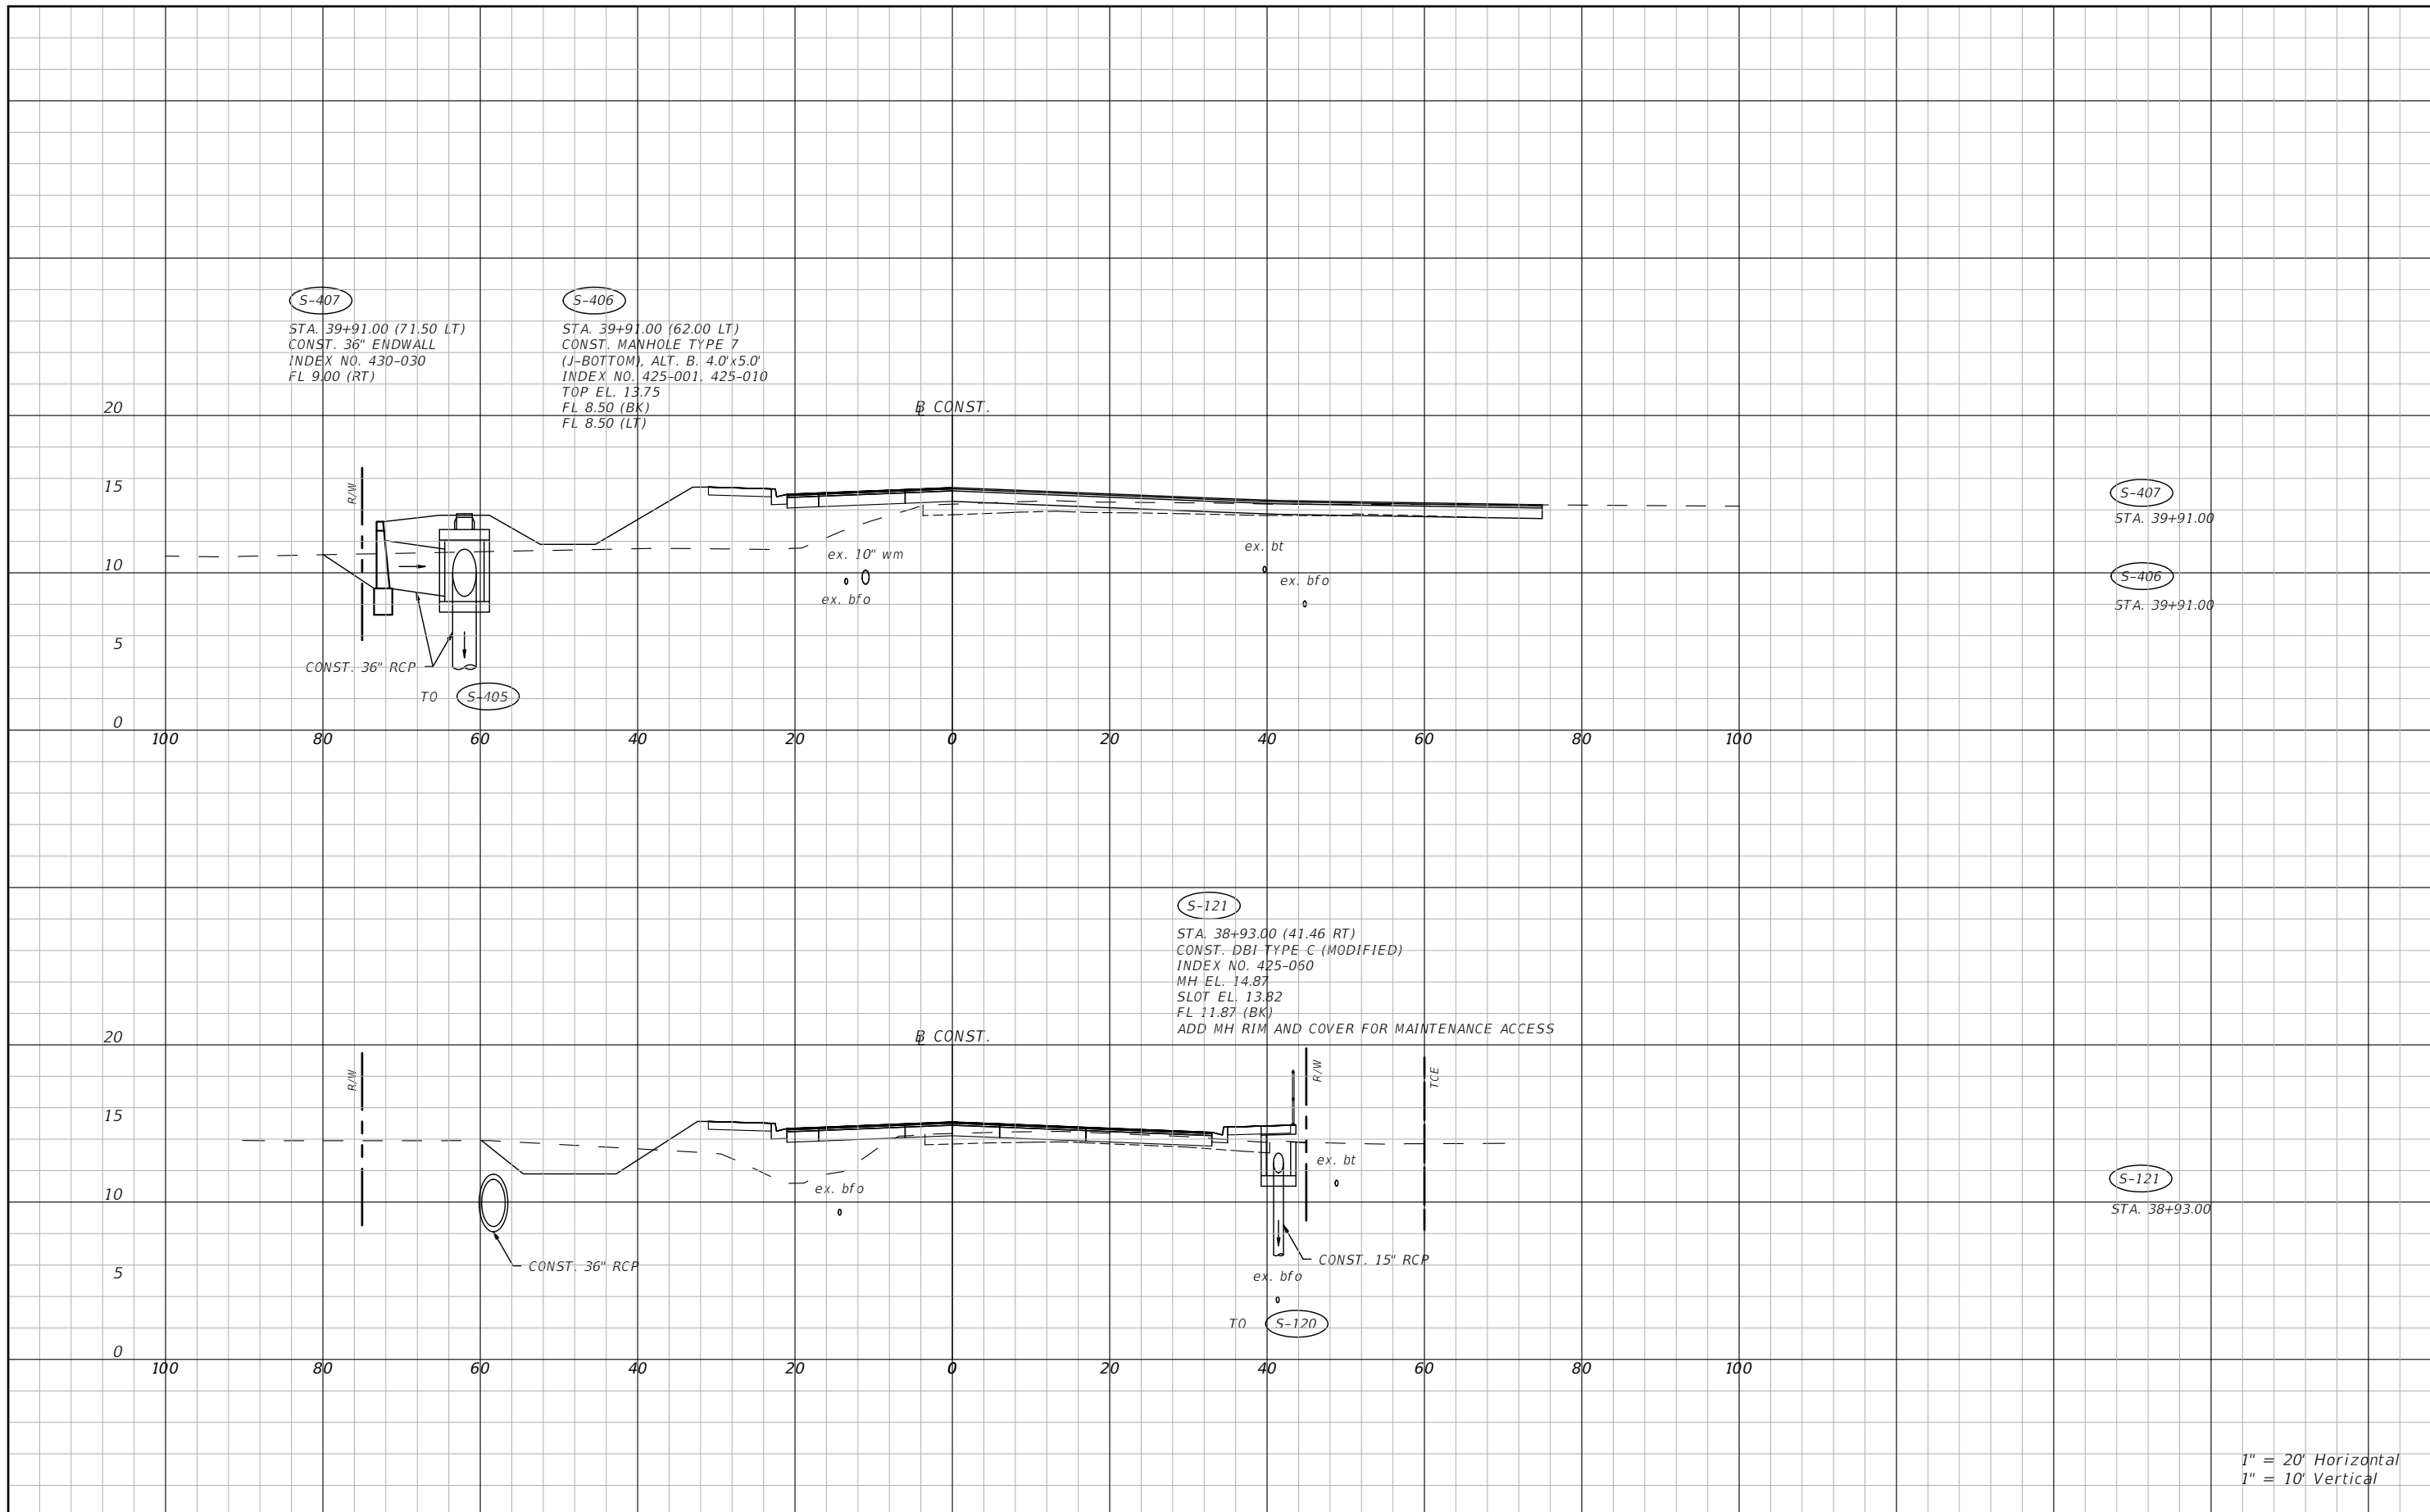 S-407
STA. 39+91.00 (71.50 LT)
CONST. 36" ENDWALL
INDEX NO. 430-030
FL 9.00 (RT)
S-406
STA. 39+91.00 (62.00 LT)
CONST. MANHOLE TYPE 7
(J-BOTTOM), ALT. B. 4.0'x5.0'
INDEX NO. 425-001, 425-010
TOP EL. 13.75
FL 8.50 (BK)
FL 8.50 (LT)
20
15
10
5
0
R/W
CONST.
ex. 10" wm
ex. bfo
ex. bt
ex. bfo
CONST. 36" RCP
TO S-405
S-407
STA. 39+91.00
S-406
STA. 39+91.00
100 80 60 40 20 0 20 40 60 80 100
S-121
STA. 38+93.00 (41.46 RT)
CONST. DBI TYPE C (MODIFIED)
INDEX NO. 425-060
MH EL. 14.87
SLOT EL. 13.82
FL 11.87 (BK)
ADD MH RIM AND COVER FOR MAINTENANCE ACCESS
20
15
10
5
0
R/W
CONST.
R/W
TCE
ex. bfo
ex. bt
CONST. 36" RCP
CONST. 15" RCP
ex. bfo
TO S-120
S-121
STA. 38+93.00
100 80 60 40 20 0 20 40 60 80 100
1" = 20' Horizontal
1" = 10' Vertical